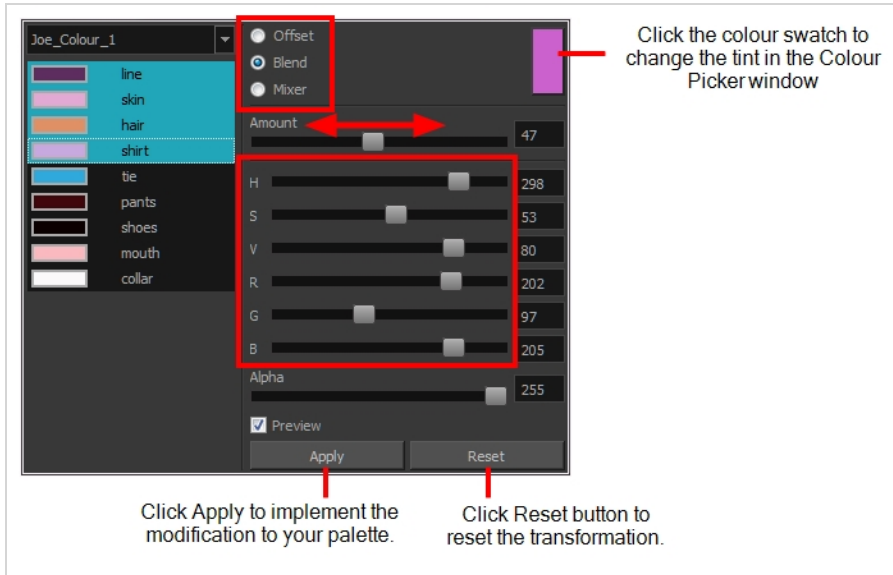 Joe_Colour_1
line
skin
hair
shirt
tie
pants
shoes
mouth
collar
Offset
Blend
Mixer
Amount
47
H 298
S 53
V 80
R 202
G 97
B 205
Alpha
255
Preview
Apply Reset
Click the colour swatch to
change the tint in the Colour
Picker window
Click Apply to implement the
modification to your palette.
Click Reset button to
reset the transformation.